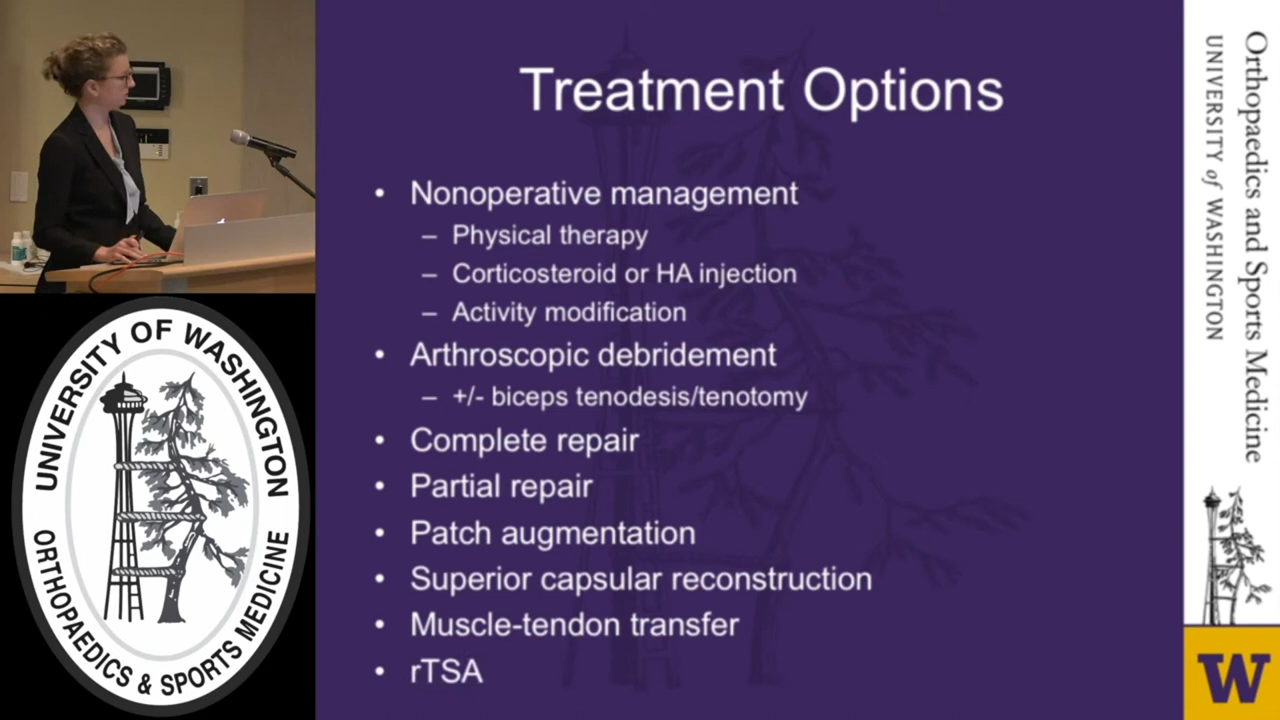 Treatment Options
• Nonoperative management
– Physical therapy
– Corticosteroid or HA injection
– Activity modification
• Arthroscopic debridement
– +/- biceps tenodesis/tenotomy
• Complete repair
• Partial repair
• Patch augmentation
• Superior capsular reconstruction
• Muscle-tendon transfer
• rTSA
UNIVERSITY OF WASHINGTON
ORTHOPAEDICS & SPORTS MEDICINE
Orthopaedics and Sports Medicine
UNIVERSITY of WASHINGTON
W